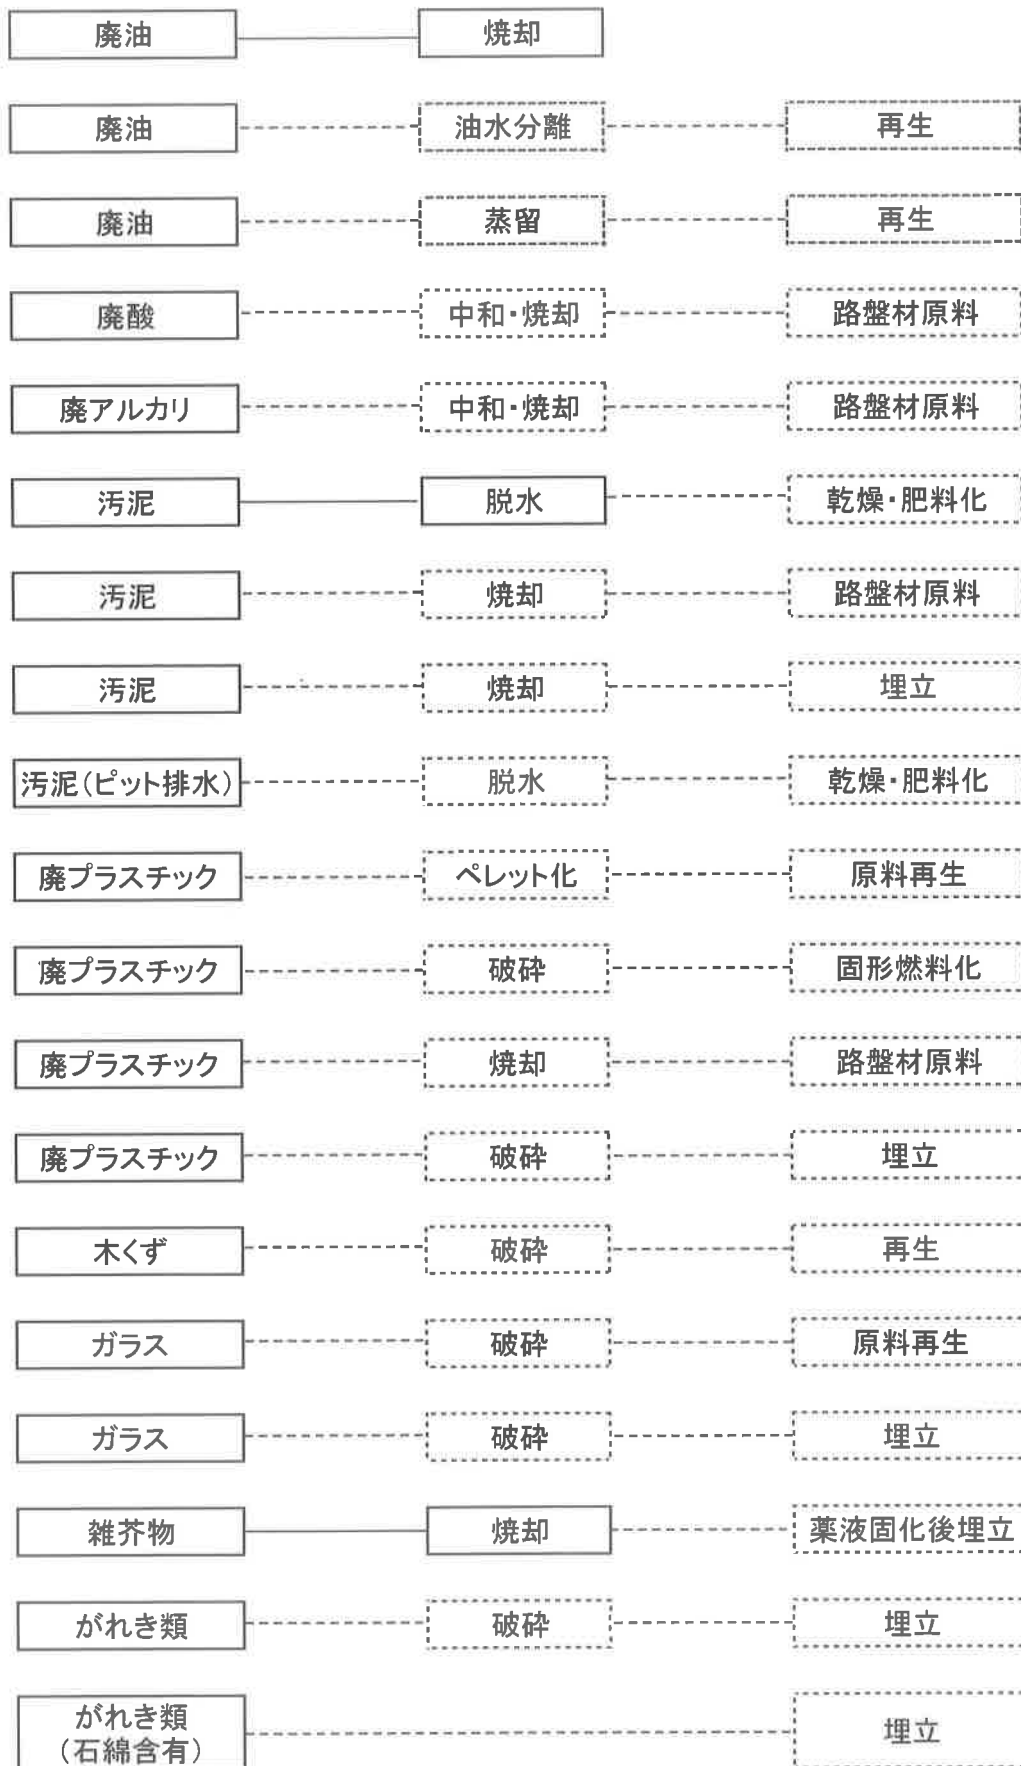 廃油 焼却
廃油 油水分離 再生
廃油 蒸留 再生
廃酸 中和・焼却 路盤材原料
廃アルカリ 中和・焼却 路盤材原料
汚泥 脱水 乾燥・肥料化
汚泥 焼却 路盤材原料
汚泥 焼却 埋立
汚泥(ピット排水) 脱水 乾燥・肥料化
廃プラスチック ペレット化 原料再生
廃プラスチック 破砕 固形燃料化
廃プラスチック 焼却 路盤材原料
廃プラスチック 破砕 埋立
木くず 破砕 再生
ガラス 破砕 原料再生
ガラス 破砕 埋立
雑芥物 焼却 薬液固化後埋立
がれき類 破砕 埋立
がれき類
(石綿含有) 埋立